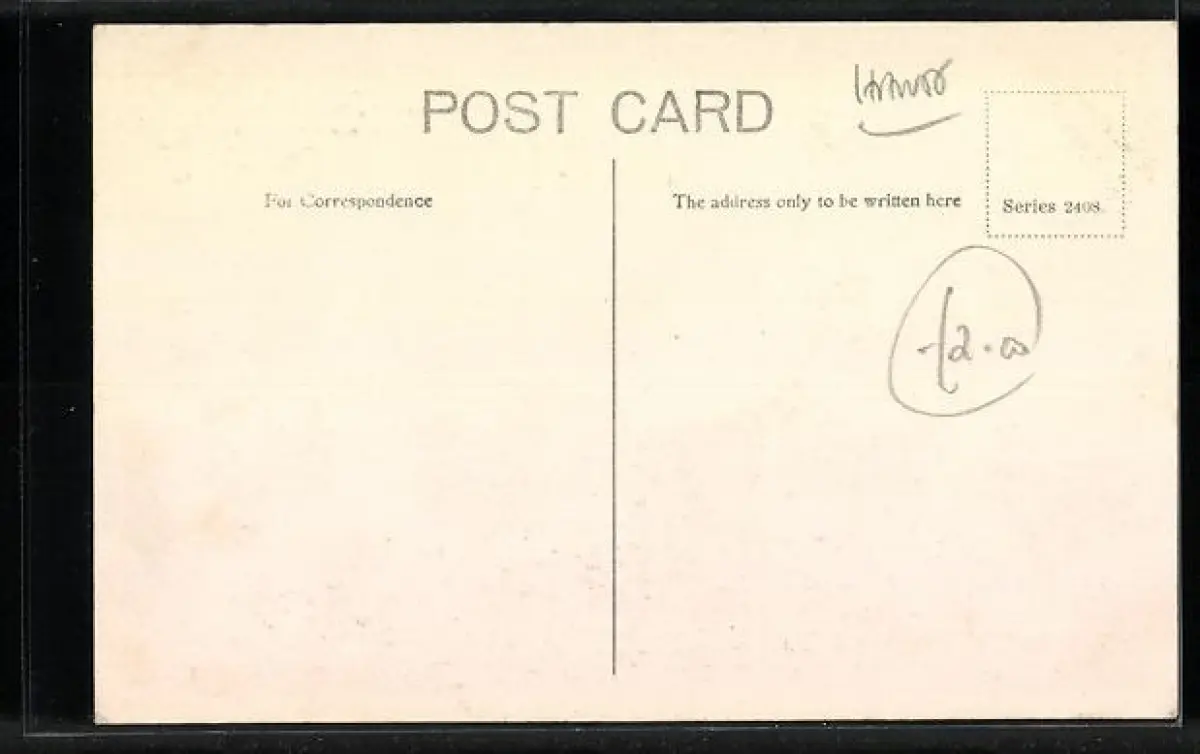 POST CARD
For Correspondence
The address only to be written here
Series 2408.